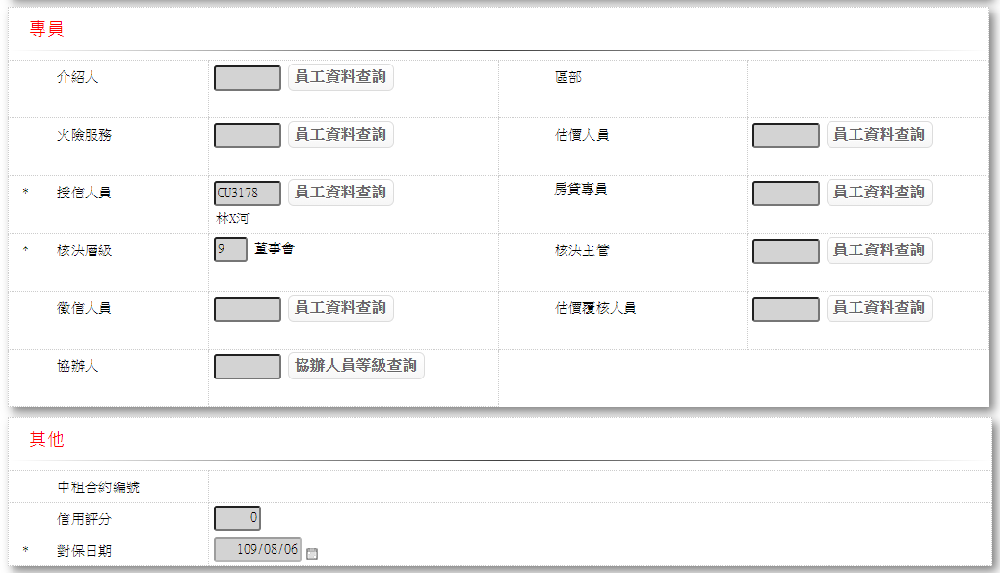 專員
介紹人 員工資料查詢 區部
火險服務 員工資料查詢 估價人員 員工資料查詢
* 授信人員 CU3178 員工資料查詢 房貸專員 員工資料查詢
林X河
* 核決層級 9 董事會 核決主管 員工資料查詢
徵信人員 員工資料查詢 估價覆核人員 員工資料查詢
協辦人 協辦人員等級查詢
其他
中租合約編號
信用評分 0
* 對保日期 109/08/06